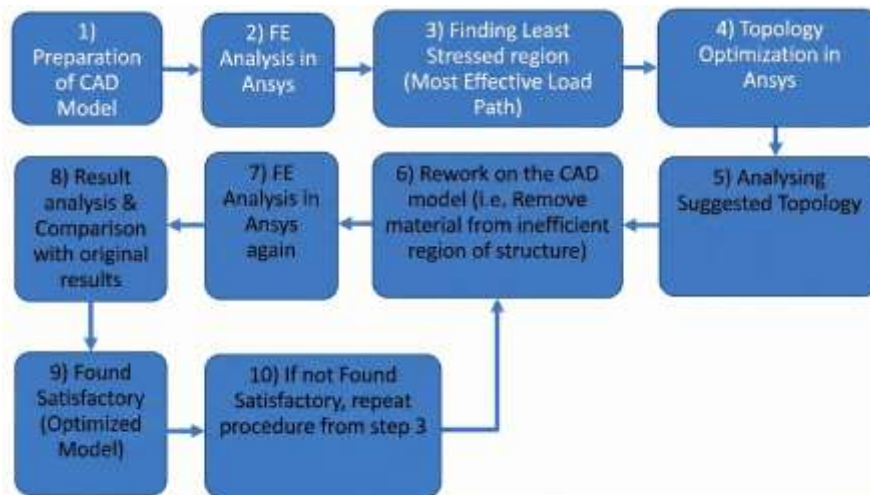 1)
Preparation
of CAD
Model
2) FE
Analysis in
Ansys
3) Finding Least
Stressed region
(Most Effective Load
Path)
4) Topology
Optimization in
Ansys
8) Result
analysis &
Comparison
with original
results
7) FE
Analysis in
Ansys
again
6) Rework on the CAD
model (i.e. Remove
material from inefficient
region of structure)
5) Analysing
Suggested Topology
9) Found
Satisfactory
(Optimized
Model)
10) If not Found
Satisfactory, repeat
procedure from step 3